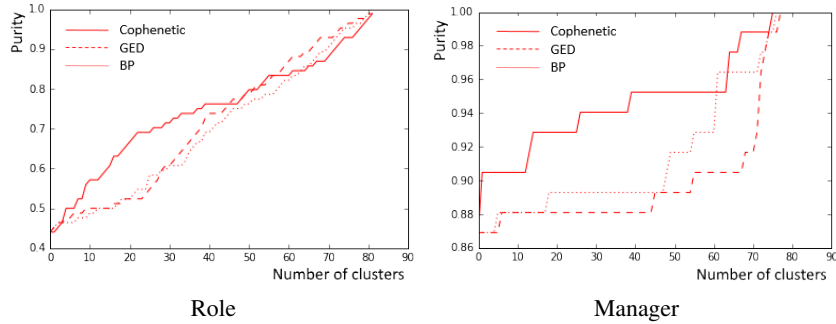 Purity
1.0
0.9
0.8
0.7
0.6
0.5
0.4
Cophenetic
GED
BP
0 10 20 30 40 50 60 70 80 90
Number of clusters
Role
Purity
1.00
0.98
0.96
0.94
0.92
0.90
0.88
0.86
Cophenetic
GED
BP
0 10 20 30 40 50 60 70 80 90
Number of clusters
Manager